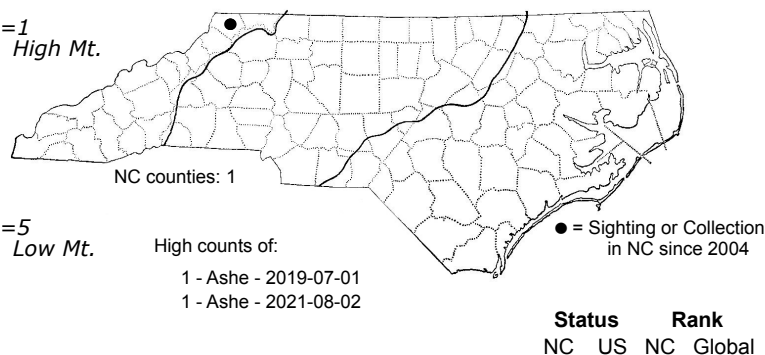 =1
High Mt.
NC counties: 1
=5
Low Mt.
High counts of:
1 - Ashe - 2019-07-01
1 - Ashe - 2021-08-02
● = Sighting or Collection
in NC since 2004
Status Rank
NC US NC Global